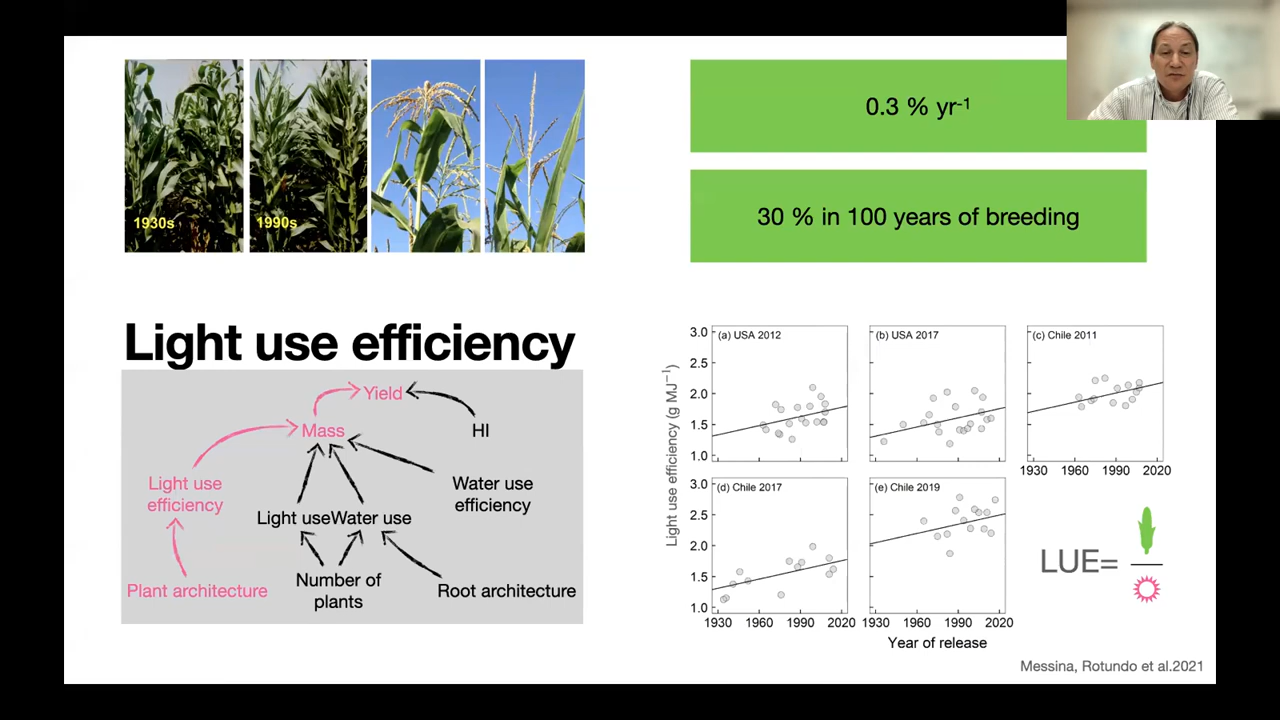 1930s
1990s
0.3 % yr-1
30 % in 100 years of breeding
Light use efficiency
Yield
Mass
HI
Light use
efficiency
Water use
efficiency
Light use
Water use
Number of
plants
Plant architecture
Root architecture
Light use efficiency (g MJ−1)
3.0
2.5
2.0
1.5
1.0
(a) USA 2012
(b) USA 2017
(c) Chile 2011
1930 1960 1990 2020
3.0
2.5
2.0
1.5
1.0
(d) Chile 2017
(e) Chile 2019
1930 1960 1990 2020
1930 1960 1990 2020
Year of release
LUE=
Messina, Rotundo et al.2021